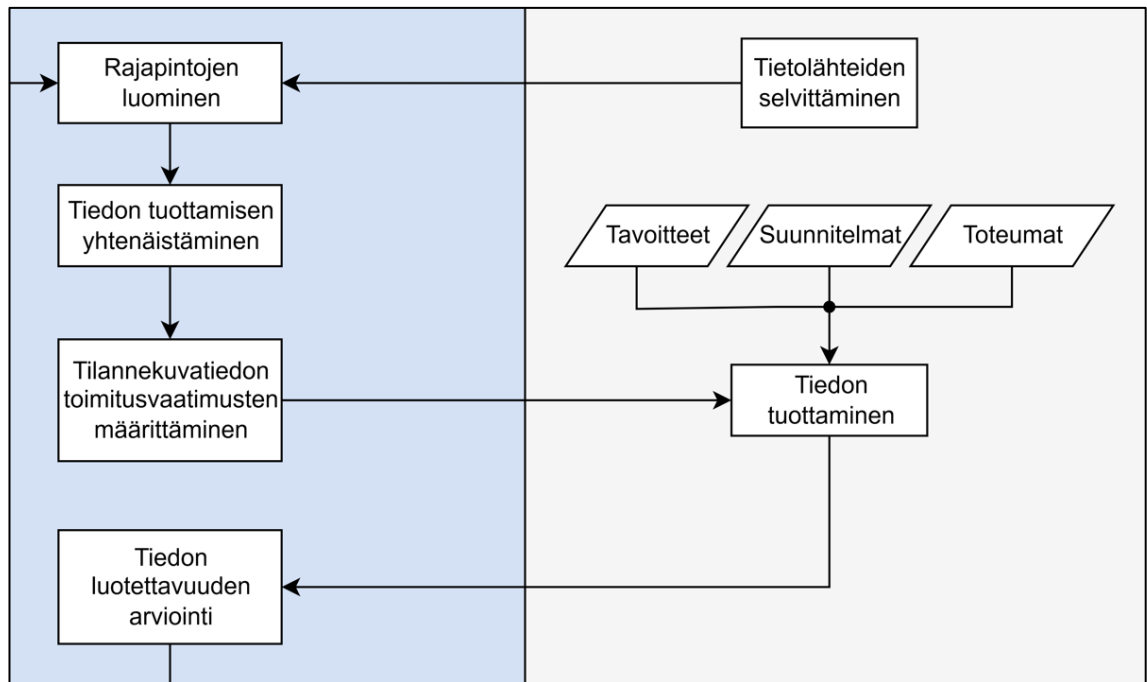 Rajapintojen
luominen
Tietolähteiden
selvittäminen
Tiedon tuottamisen
yhtenäistäminen
Tavoitteet
Suunnitelmat
Toteumat
Tilannekuvatiedon
toimitusvaatimusten
määrittäminen
Tiedon
tuottaminen
Tiedon
luotettavuuden
arviointi